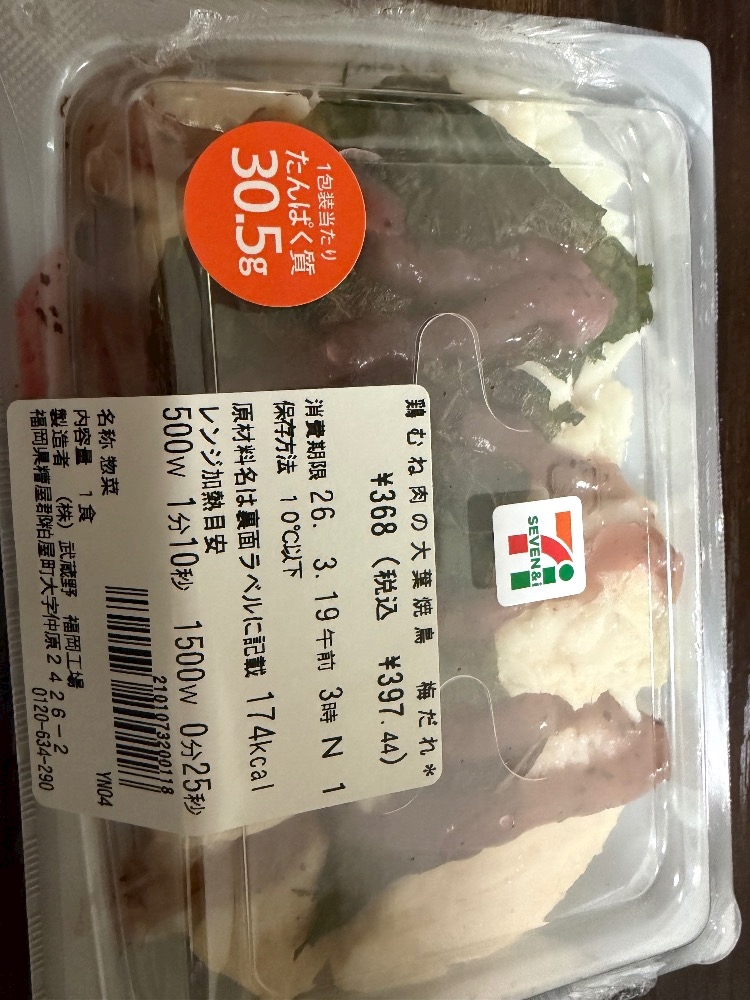 1包装当たり
たんぱく質
30.5g
SEVEN&i
鶏むね肉の大葉焼鳥 梅だれ*
¥368 (税込 ¥397.44)
消費期限 26. 3.19午前 3時 N 1
保存方法 10℃以下
原材料名は裏面ラベルに記載 174kcal
レンジ加熱目安
500W 1分10秒 1500W 0分25秒
2101073200118
YN04
名称 惣菜
内容量 1食
製造者 (株)武蔵野 福岡工場
福岡県糟屋郡粕屋町大字仲原2426-2
0120-634-290